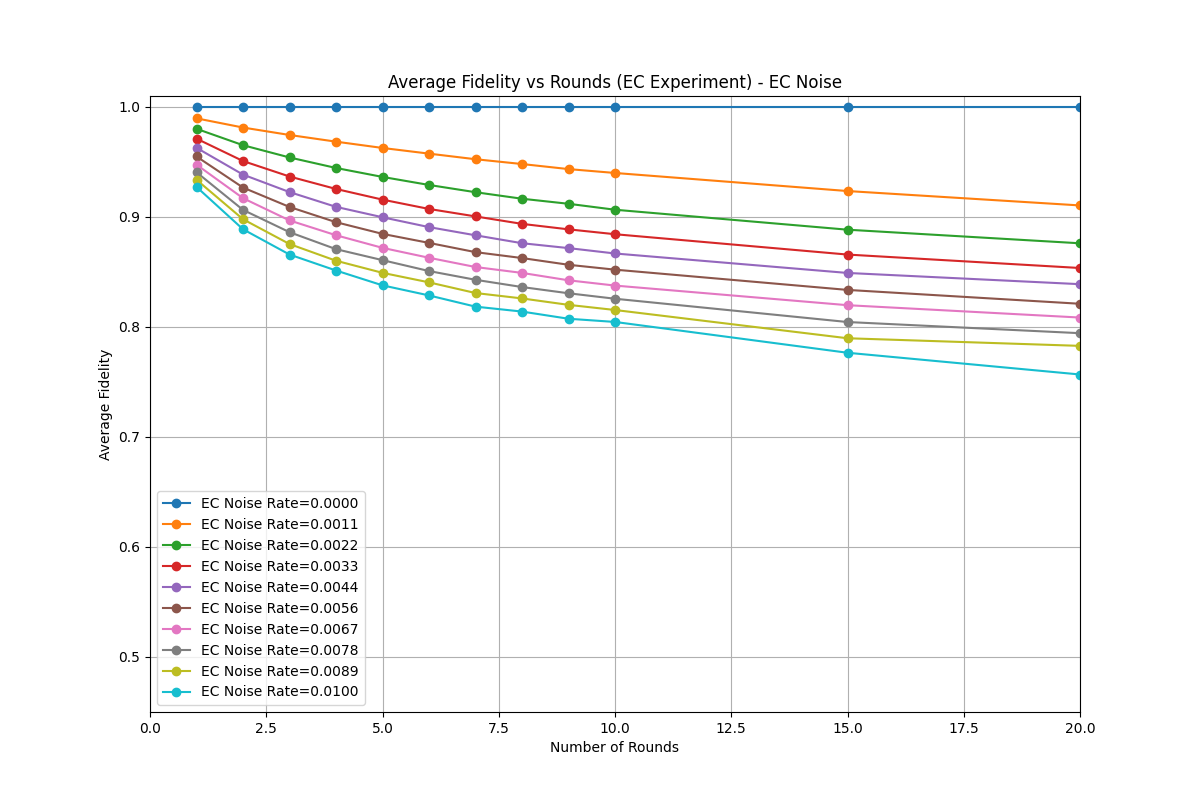 Average Fidelity vs Rounds (EC Experiment) - EC Noise
1.0
0.9
0.8
0.7
0.6
0.5
Average Fidelity
EC Noise Rate=0.0000
EC Noise Rate=0.0011
EC Noise Rate=0.0022
EC Noise Rate=0.0033
EC Noise Rate=0.0044
EC Noise Rate=0.0056
EC Noise Rate=0.0067
EC Noise Rate=0.0078
EC Noise Rate=0.0089
EC Noise Rate=0.0100
0.0 2.5 5.0 7.5 10.0 12.5 15.0 17.5 20.0
Number of Rounds